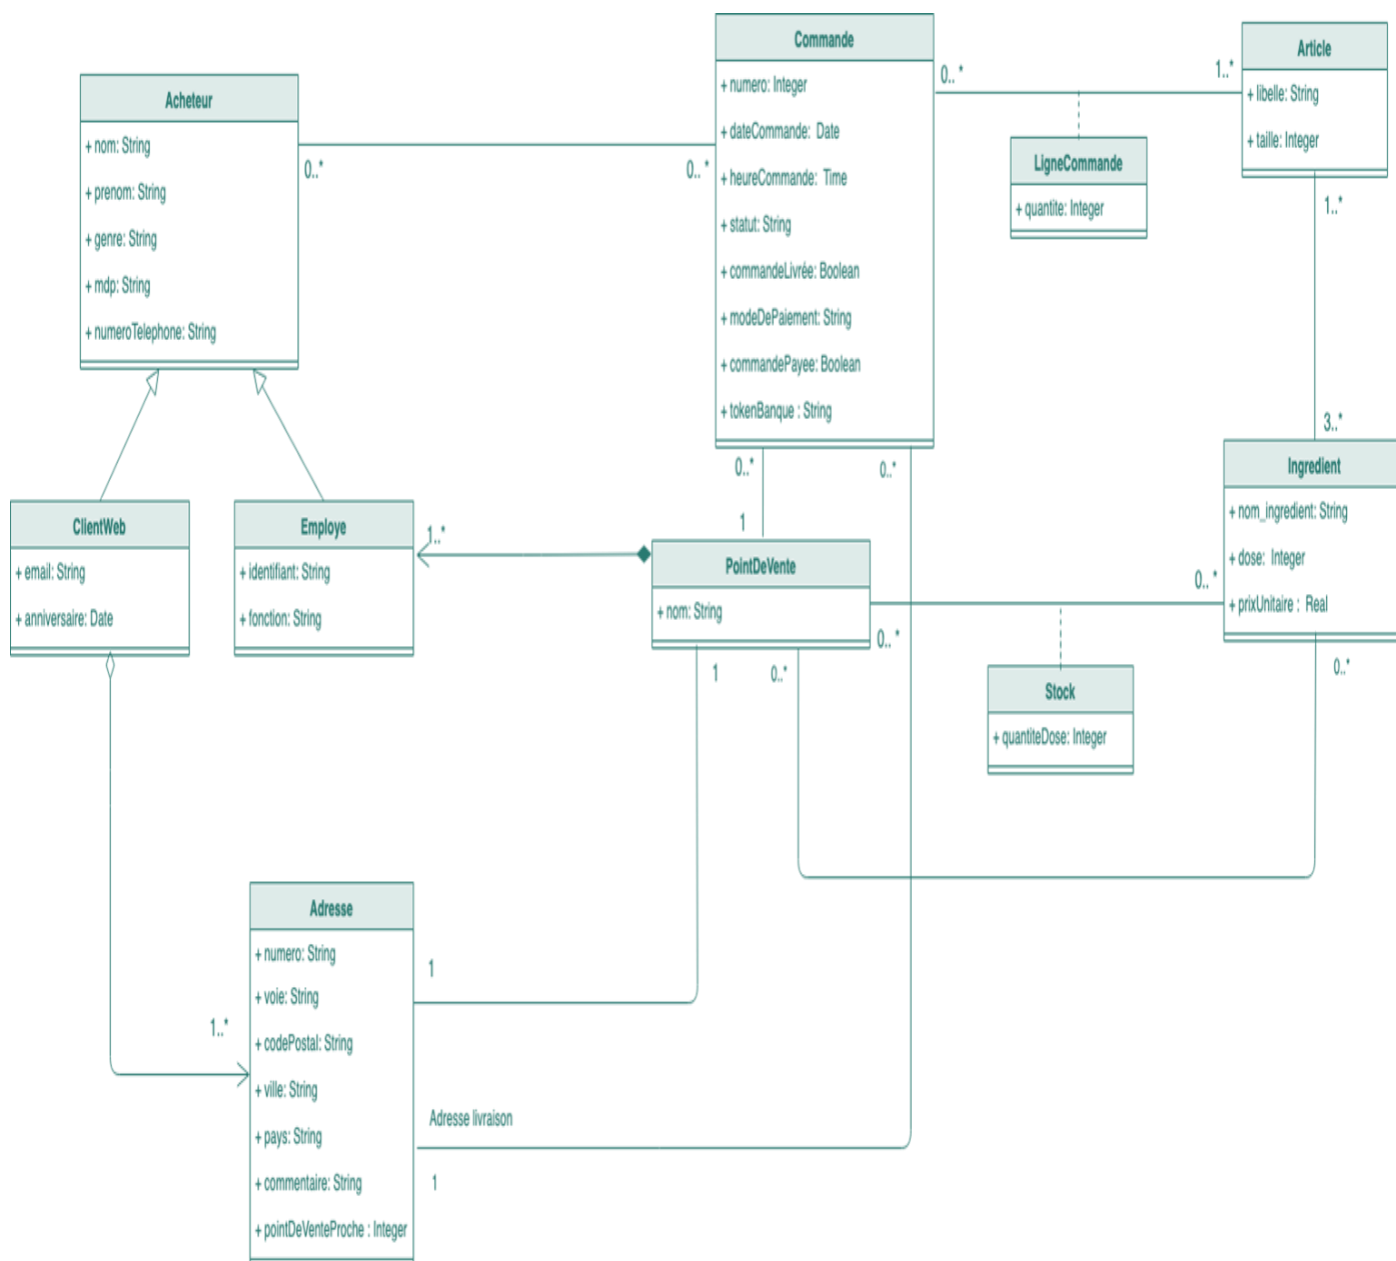 Commande
+ numero: Integer
+ dateCommande: Date
+ heureCommande: Time
+ statut: String
+ commandeLivrée: Boolean
+ modeDePaiement: String
+ commandePayee: Boolean
+ tokenBanque : String
Article
+ libelle: String
+ taille: Integer
0..*
1..*
LigneCommande
+ quantite: Integer
Acheteur
+ nom: String
+ prenom: String
+ genre: String
+ mdp: String
+ numeroTelephone: String
0..*
0.. *
1..*
3..*
0..*
0..*
1
ClientWeb
+ email: String
+ anniversaire: Date
Employe
+ identifiant: String
+ fonction: String
1..*
PointDeVente
+ nom: String
Ingredient
+ nom_ingredient: String
+ dose: Integer
+ prixUnitaire : Real
0.. *
0.. *
1
0..*
0..*
Stock
+ quantiteDose: Integer
Adresse
+ numero: String
+ voie: String
+ codePostal: String
+ ville: String
+ pays: String
+ commentaire: String
+ pointDeVenteProche : Integer
1
1..*
Adresse livraison
1